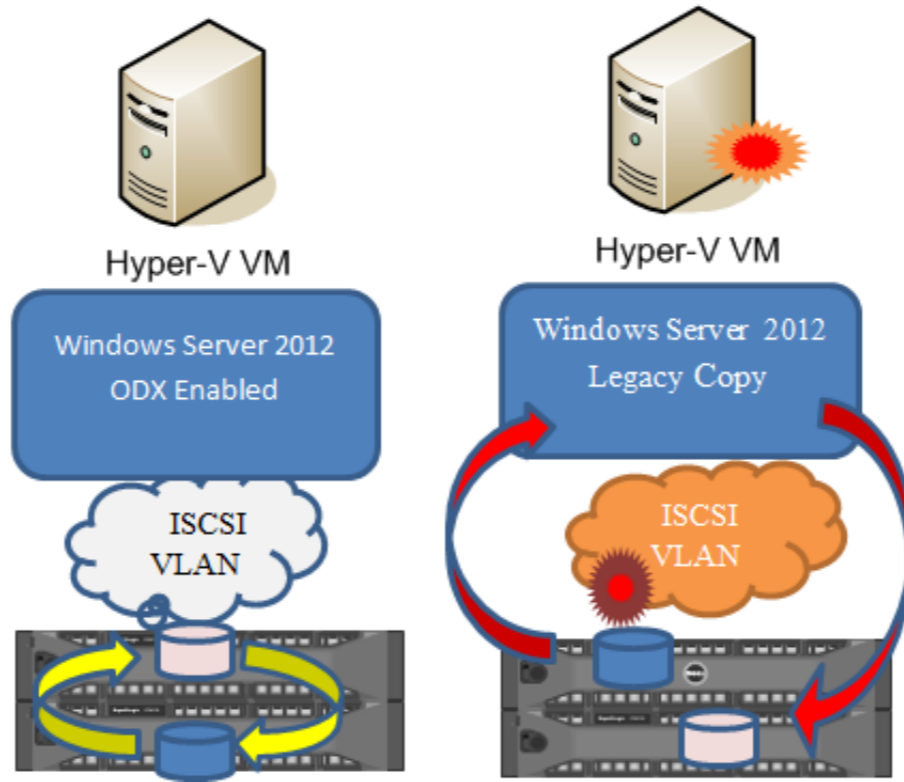 Hyper-V VM
Windows Server 2012
ODX Enabled
ISCSI
VLAN
Hyper-V VM
Windows Server 2012
Legacy Copy
ISCSI
VLAN